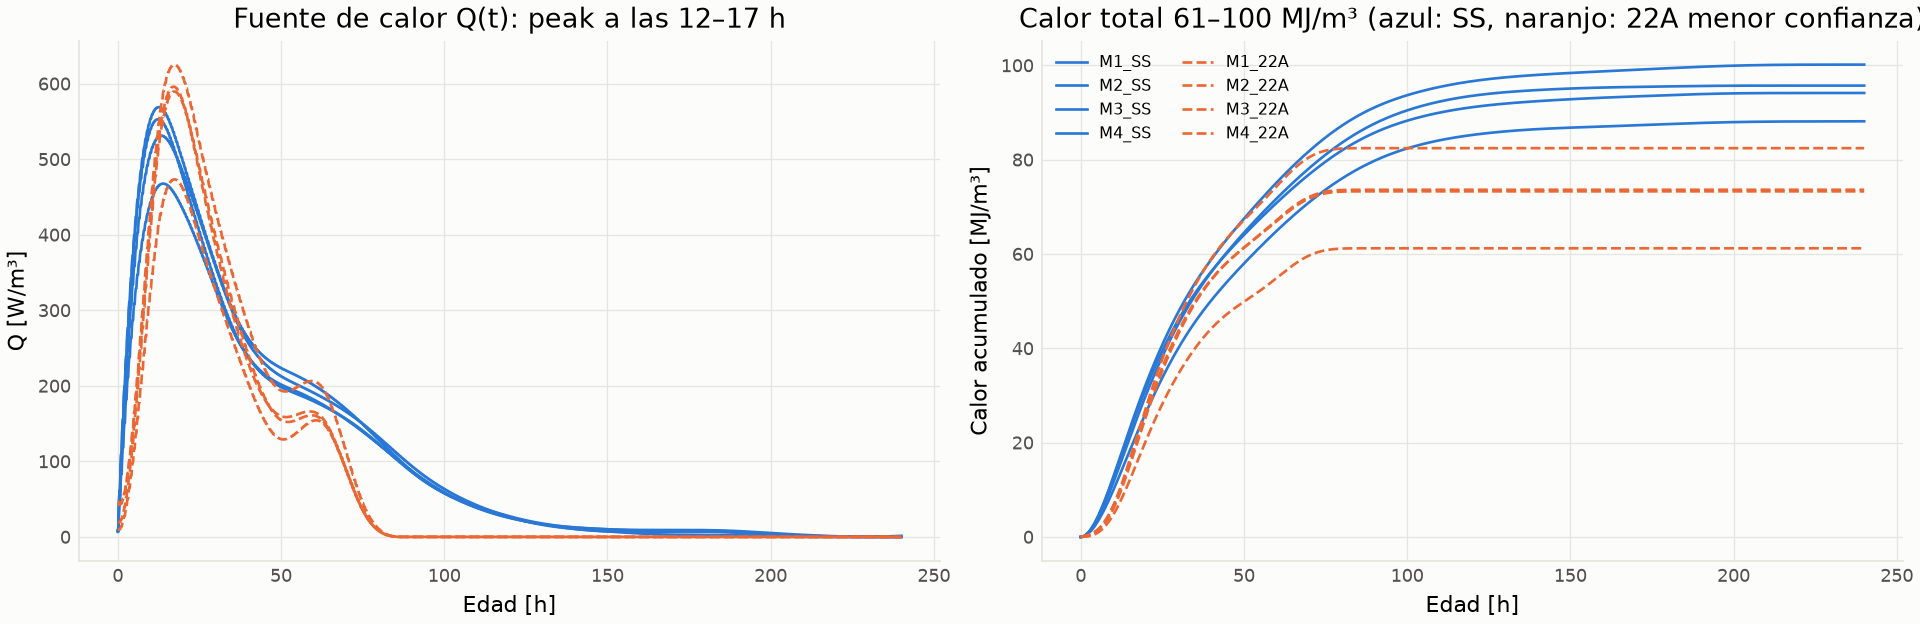 Fuente de calor Q(t): peak a las 12–17 h
600
500
400
300
200
100
0
Q [W/m³]
0 50 100 150 200 250
Edad [h]
Calor total 61–100 MJ/m³ (azul: SS, naranjo: 22A menor confianza)
M1_SS M1_22A
M2_SS M2_22A
M3_SS M3_22A
M4_SS M4_22A
100
80
60
40
20
0
Calor acumulado [MJ/m³]
0 50 100 150 200 250
Edad [h]